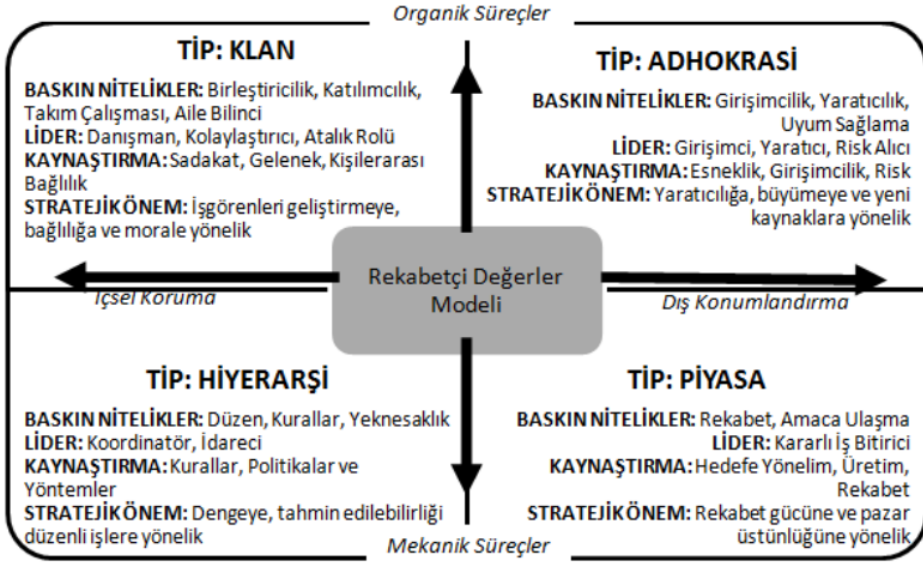 Organik Süreçler
TİP: KLAN
BASKIN NİTELİKLER: Birleştiricilik, Katılımcılık,
Takım Çalışması, Aile Bilinci
LİDER: Danışman, Kolaylaştırıcı, Atalık Rolü
KAYNAŞTIRMA: Sadakat, Gelenek, Kişilerarası
Bağlılık
STRATEJİK ÖNEM: İşgörenleri geliştirmeye,
bağlılığa ve morale yönelik
TİP: ADHOKRASİ
BASKIN NİTELİKLER: Girişimcilik, Yaratıcılık,
Uyum Sağlama
LİDER: Girişimci, Yaratıcı, Risk Alıcı
KAYNAŞTIRMA: Esneklik, Girişimcilik, Risk
STRATEJİK ÖNEM: Yaratıcılığa, büyümeye ve yeni
kaynaklara yönelik
Rekabetçi Değerler
Modeli
İçsel Koruma
Dış Konumlandırma
TİP: HİYERARŞİ
BASKIN NİTELİKLER: Düzen, Kurallar, Yeknesaklık
LİDER: Koordinatör, İdareci
KAYNAŞTIRMA: Kurallar, Politikalar ve
Yöntemler
STRATEJİK ÖNEM: Dengeye, tahmin edilebilirliği
düzenli işlere yönelik
TİP: PİYASA
BASKIN NİTELİKLER: Rekabet, Amaca Ulaşma
LİDER: Kararlı İş Bitirici
KAYNAŞTIRMA: Hedefe Yönelim, Üretim,
Rekabet
STRATEJİK ÖNEM: Rekabet gücüne ve pazar
üstünlüğüne yönelik
Mekanik Süreçler